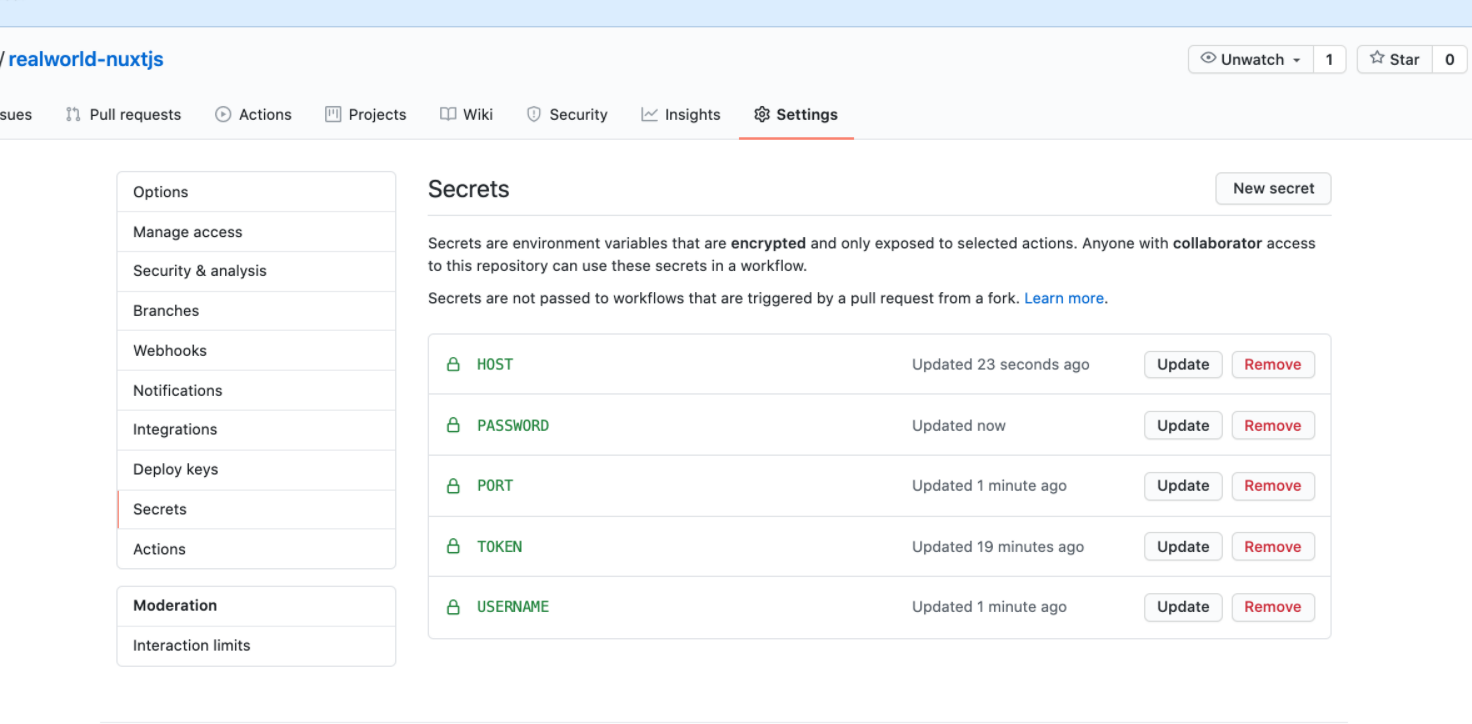 /realworld-nuxtjs
Unwatch 1 Star 0
sues Pull requests Actions Projects Wiki Security Insights Settings
Options
Manage access
Security & analysis
Branches
Webhooks
Notifications
Integrations
Deploy keys
Secrets
Actions
Moderation
Interaction limits
Secrets
New secret
Secrets are environment variables that are encrypted and only exposed to selected actions. Anyone with collaborator access
to this repository can use these secrets in a workflow.
Secrets are not passed to workflows that are triggered by a pull request from a fork. Learn more.
HOST Updated 23 seconds ago Update Remove
PASSWORD Updated now Update Remove
PORT Updated 1 minute ago Update Remove
TOKEN Updated 19 minutes ago Update Remove
USERNAME Updated 1 minute ago Update Remove